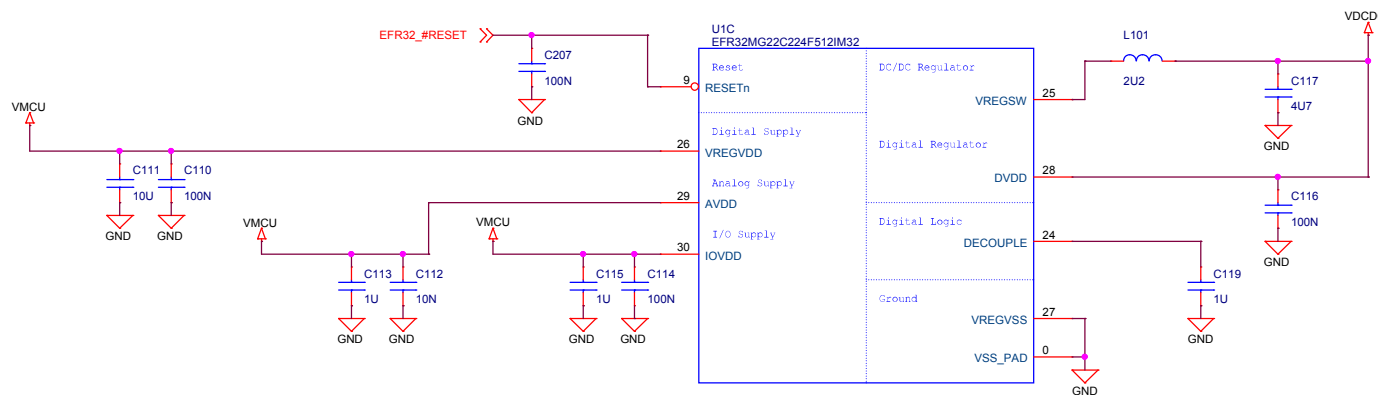 U1C
EFR32MG22C224F512IM32
VDCD
EFR32_#RESET
L101
2U2
C207
100N
GND
Reset
DC/DC Regulator
9
RESETn
VREGSW
25
C117
4U7
GND
VMCU
Digital Supply
Digital Regulator
26
VREGVDD
C111
10U
GND
C110
100N
GND
Analog Supply
29
AVDD
DVDD
28
C116
100N
GND
VMCU
VMCU
I/O Supply
30
IOVDD
Digital Logic
DECOUPLE
24
C113
1U
GND
C112
10N
GND
C115
1U
GND
C114
100N
GND
C119
1U
GND
Ground
VREGVSS
27
VSS_PAD
0
GND